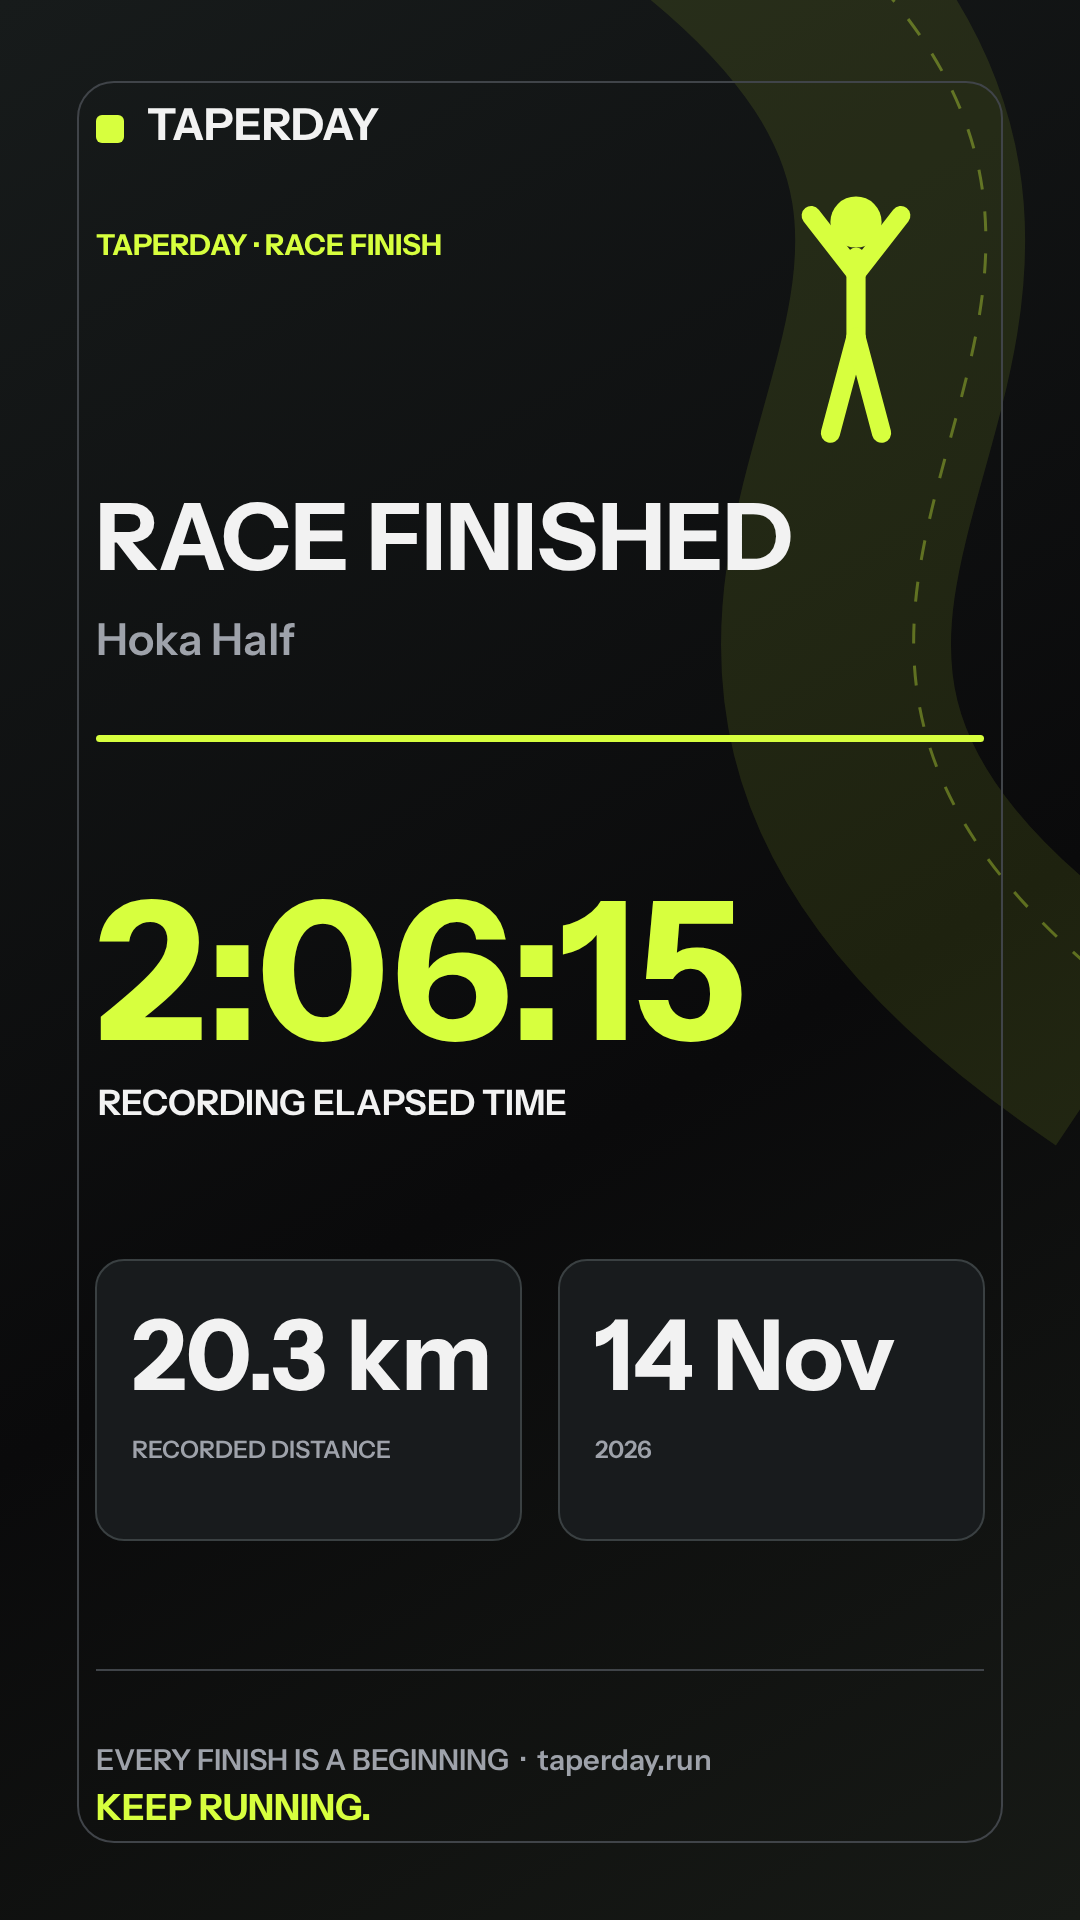 TAPERDAY
TAPERDAY · RACE FINISH
RACE FINISHED
Hoka Half
2:06:15
RECORDING ELAPSED TIME
20.3 km
RECORDED DISTANCE
14 Nov
2026
EVERY FINISH IS A BEGINNING · taperday.run
KEEP RUNNING.